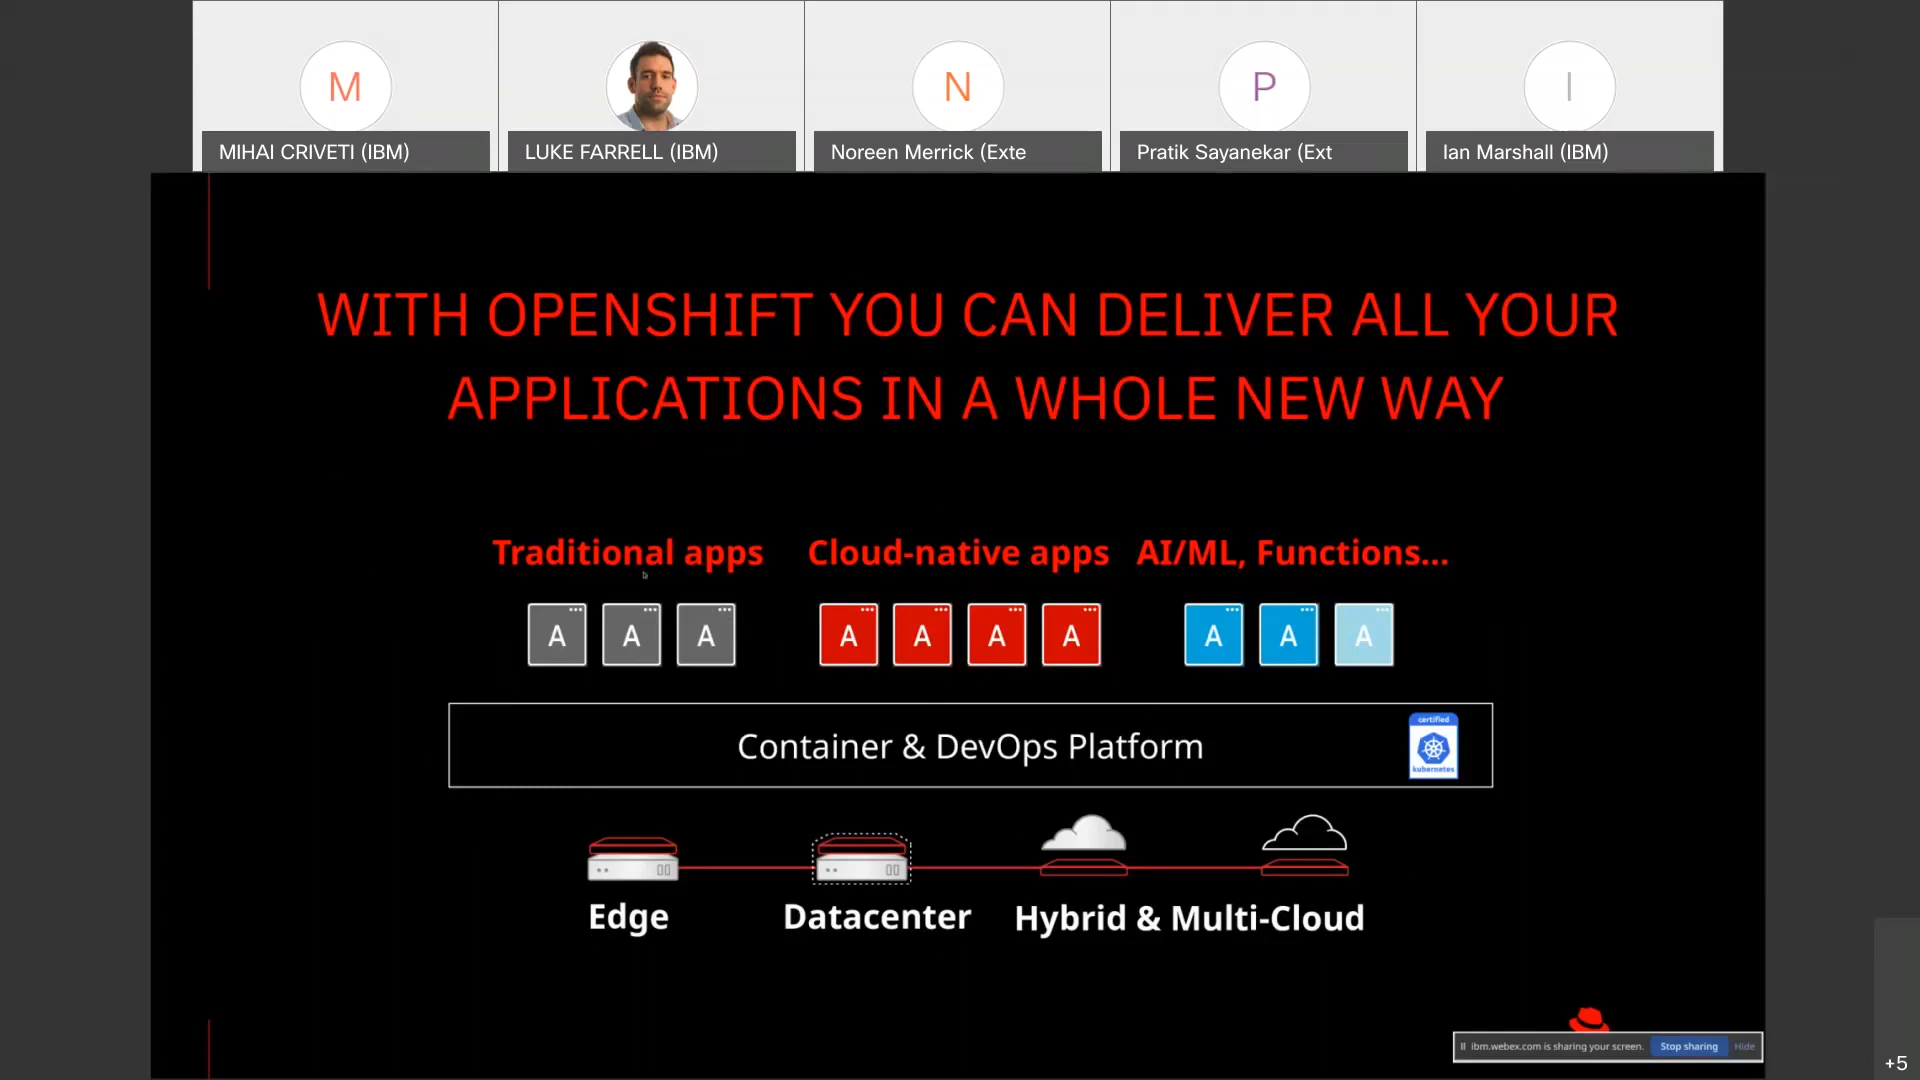 M
N
P
I
MIHAI CRIVETI (IBM)
LUKE FARRELL (IBM)
Noreen Merrick (Exte
Pratik Sayanekar (Ext
Ian Marshall (IBM)
WITH OPENSHIFT YOU CAN DELIVER ALL YOUR
APPLICATIONS IN A WHOLE NEW WAY
Traditional apps
Cloud-native apps
AI/ML, Functions...
A A A
A A A A
A A A
Container & DevOps Platform
certified
kubernetes
Edge
Datacenter
Hybrid & Multi-Cloud
ibm.webex.com is sharing your screen.
Stop sharing
Hide
+5